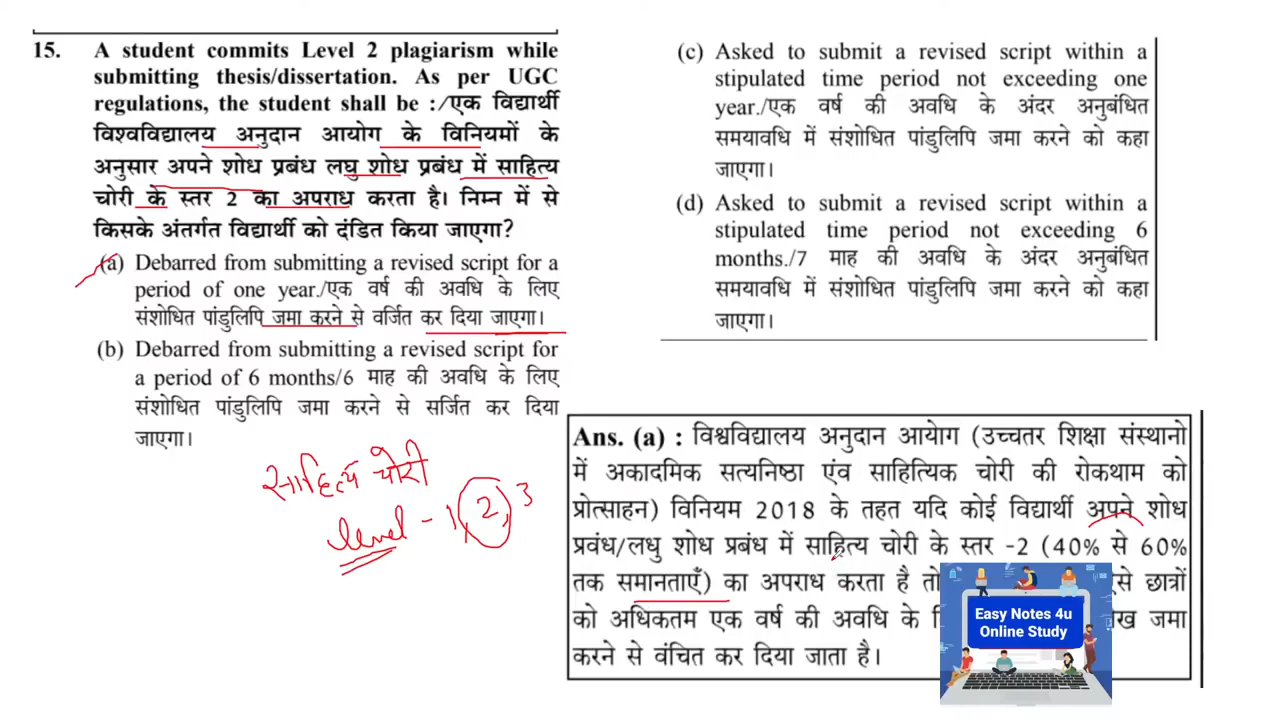 15. A student commits Level 2 plagiarism while
submitting thesis/dissertation. As per UGC
regulations, the student shall be :/एक विद्यार्थी
विश्वविद्यालय अनुदान आयोग के विनियमों के
अनुसार अपने शोध प्रबंध लघु शोध प्रबंध में साहित्य
चोरी के स्तर 2 का अपराध करता है। निम्न में से
किसके अंतर्गत विद्यार्थी को दंडित किया जाएगा?
(a) Debarred from submitting a revised script for a
period of one year./एक वर्ष की अवधि के लिए
संशोधित पांडुलिपि जमा करने से वर्जित कर दिया जाएगा।
(b) Debarred from submitting a revised script for
a period of 6 months/6 माह की अवधि के लिए
संशोधित पांडुलिपि जमा करने से सर्जित कर दिया
जाएगा।
साहित्य चोरी
level - 1, 2, 3
(c) Asked to submit a revised script within a
stipulated time period not exceeding one
year./एक वर्ष की अवधि के अंदर अनुबंधित
समयावधि में संशोधित पांडुलिपि जमा करने को कहा
जाएगा।
(d) Asked to submit a revised script within a
stipulated time period not exceeding 6
months./7 माह की अवधि के अंदर अनुबंधित
समयावधि में संशोधित पांडुलिपि जमा करने को कहा
जाएगा।
Ans. (a) : विश्वविद्यालय अनुदान आयोग (उच्चतर शिक्षा संस्थानो
में अकादमिक सत्यनिष्ठा एंव साहित्यिक चोरी की रोकथाम को
प्रोत्साहन) विनियम 2018 के तहत यदि कोई विद्यार्थी अपने शोध
प्रवंध/लधु शोध प्रबंध में साहित्य चोरी के स्तर -2 (40% से 60%
तक समानताएँ) का अपराध करता है तो ऐसे छात्रों
को अधिकतम एक वर्ष की अवधि के जमा
करने से वंचित कर दिया जाता है।
Easy Notes 4u
Online Study